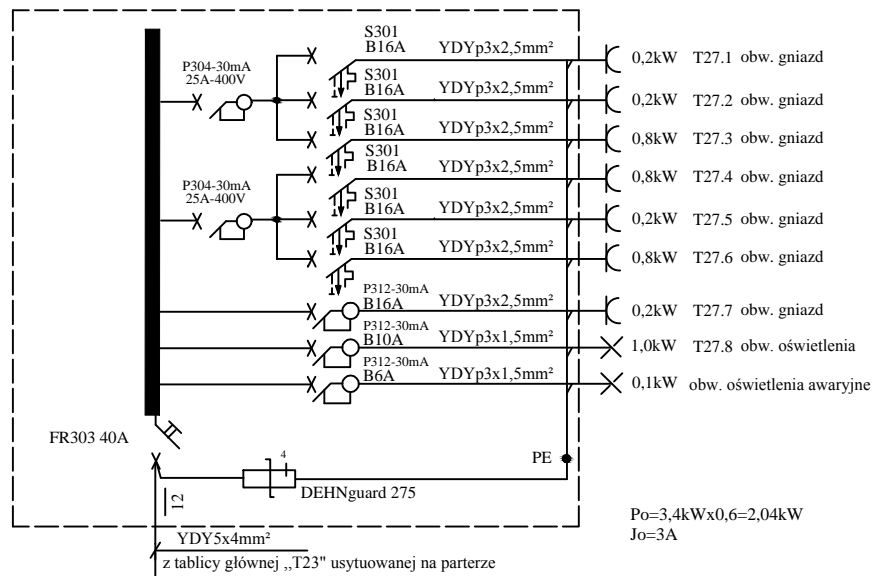 S301
B16A YDYp3x2,5mm² 0,2kW T27.1 obw. gniazd
P304-30mA
25A-400V
S301
B16A YDYp3x2,5mm² 0,2kW T27.2 obw. gniazd
S301
B16A YDYp3x2,5mm² 0,8kW T27.3 obw. gniazd
S301
B16A YDYp3x2,5mm² 0,8kW T27.4 obw. gniazd
P304-30mA
25A-400V
S301
B16A YDYp3x2,5mm² 0,2kW T27.5 obw. gniazd
S301
B16A YDYp3x2,5mm² 0,8kW T27.6 obw. gniazd
P312-30mA
B16A YDYp3x2,5mm² 0,2kW T27.7 obw. gniazd
P312-30mA
B10A YDYp3x1,5mm² 1,0kW T27.8 obw. oświetlenia
P312-30mA
B6A YDYp3x1,5mm² 0,1kW obw. oświetlenia awaryjne
FR303 40A
4
PE
DEHNguard 275
12
Po=3,4kWx0,6=2,04kW
Jo=3A
YDY5x4mm²
z tablicy głównej ,,T23" usytuowanej na parterze